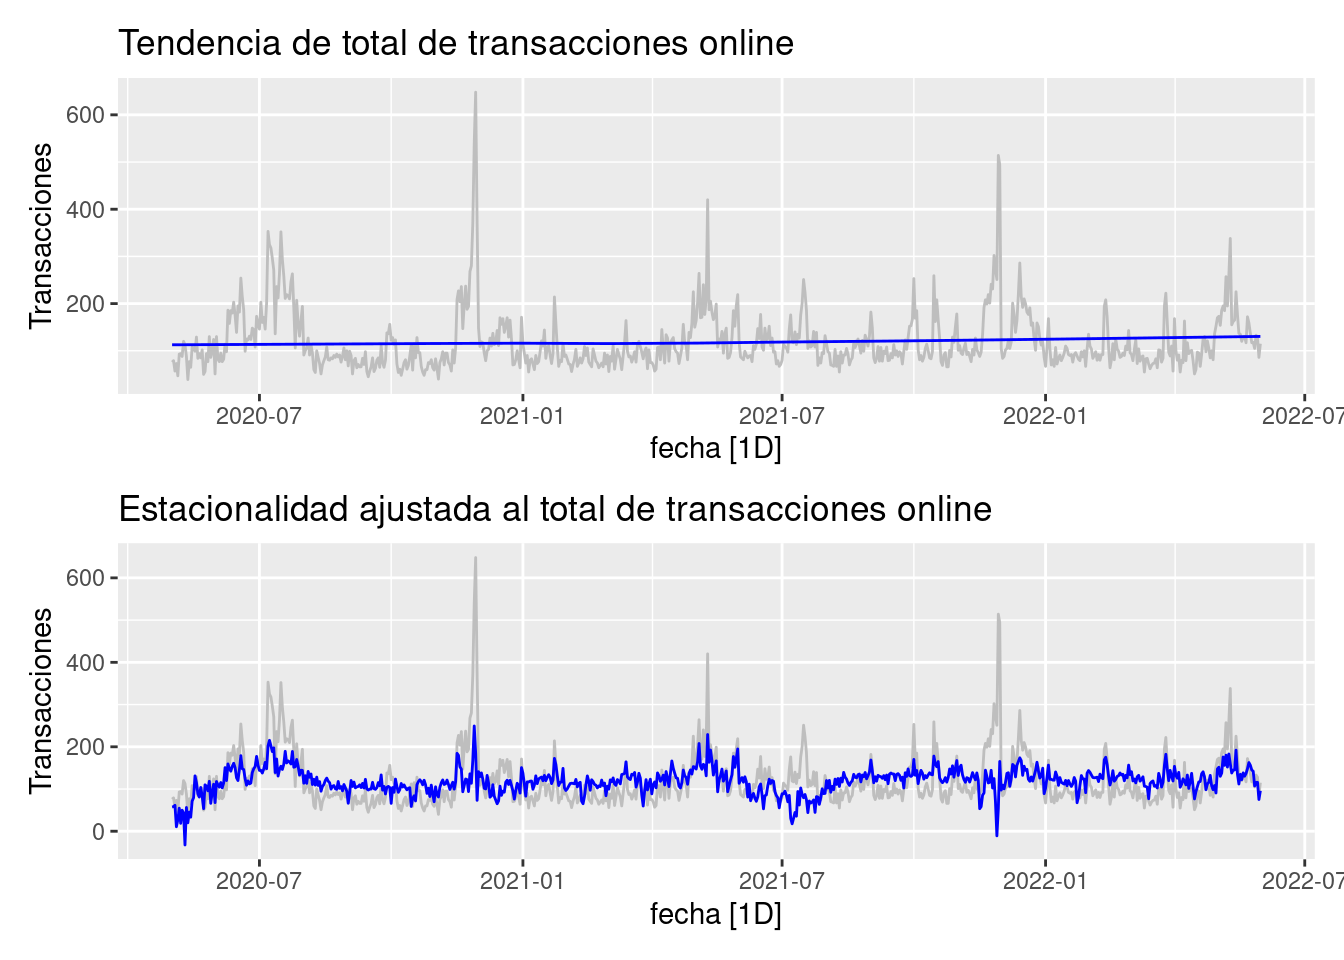 Tendencia de total de transacciones online
Transacciones
600
400
200
2020-07
2021-01
2021-07
2022-01
2022-07
fecha [1D]
Estacionalidad ajustada al total de transacciones online
Transacciones
600
400
200
0
2020-07
2021-01
2021-07
2022-01
2022-07
fecha [1D]